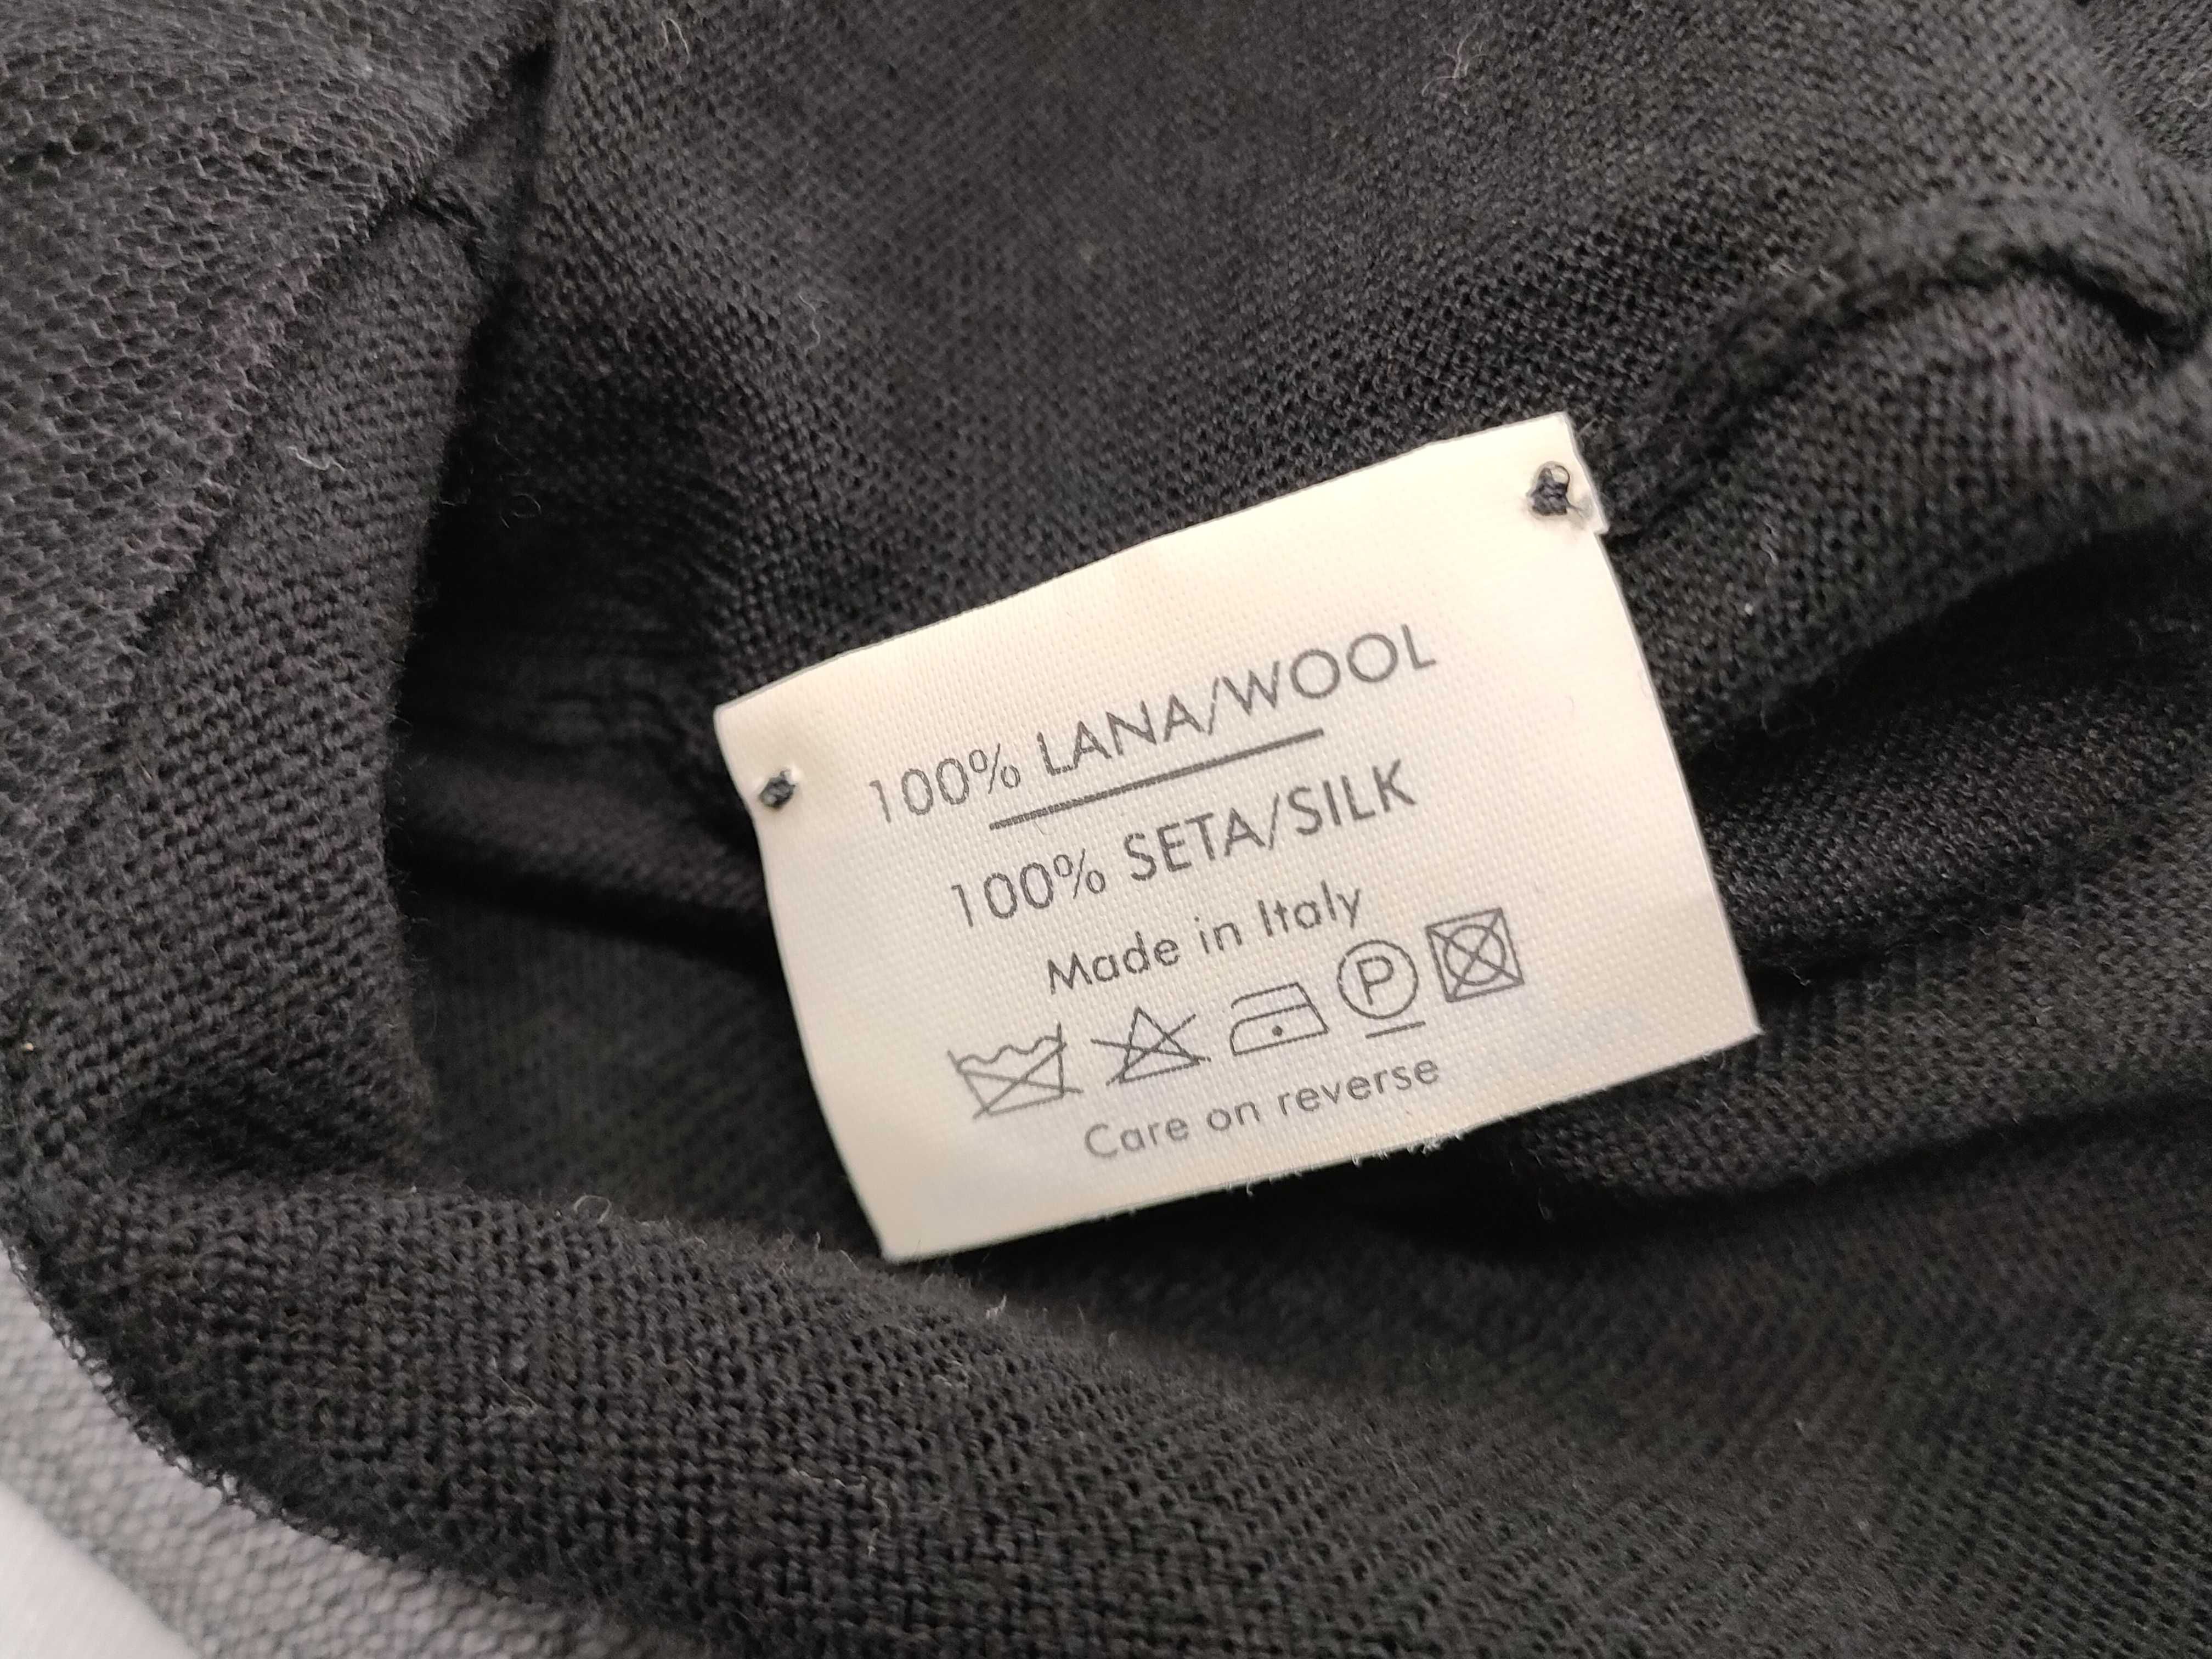 100% LANA/WOOL
100% SETA/SILK
Made in Italy
P
Care on reverse